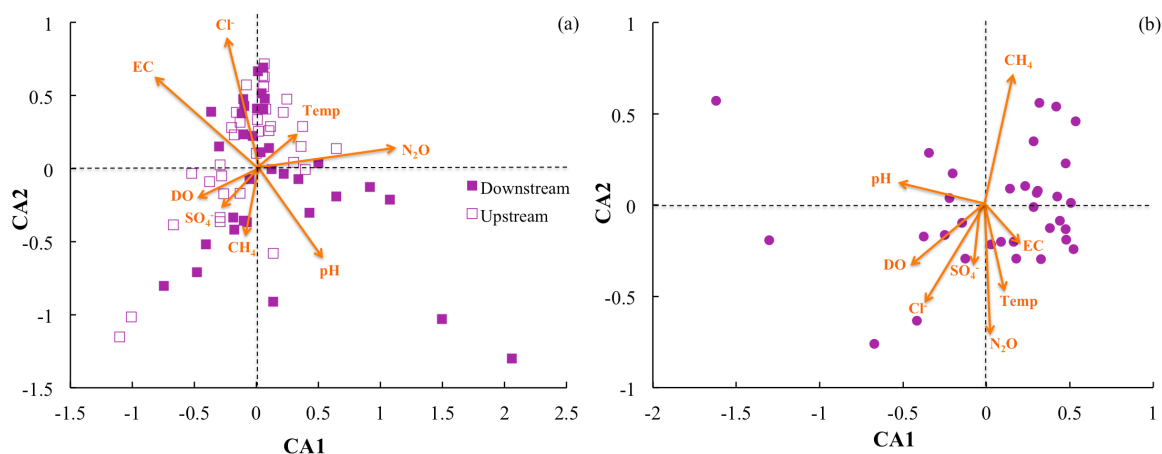 (a)
CA2
1
0.5
0
-0.5
-1
-1.5
-1.5
-1
-0.5
0
0.5
1
1.5
2
2.5
CA1
Cl⁻
EC
Temp
N₂O
DO
SO₄⁻
CH₄
pH
Downstream
Upstream
(b)
CA2
1
0.5
0
-0.5
-1
-2
-1.5
-1
-0.5
0
0.5
1
CA1
CH₄
pH
EC
DO
SO₄⁻
Cl⁻
Temp
N₂O